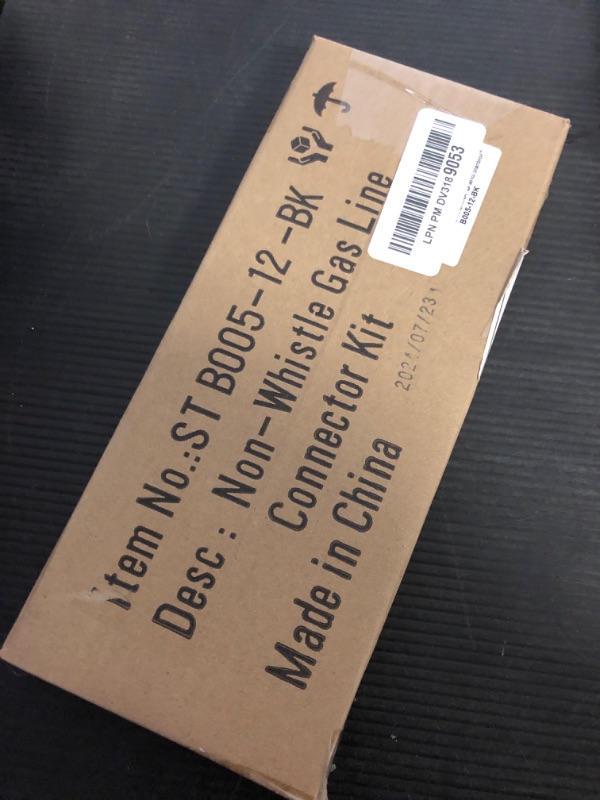 Item No.:ST B005-12 -BK
Desc : Non-Whistle Gas Line
Connector Kit
Made in China
2024/07/23
LPN PM DV3189053
B005-12-BK